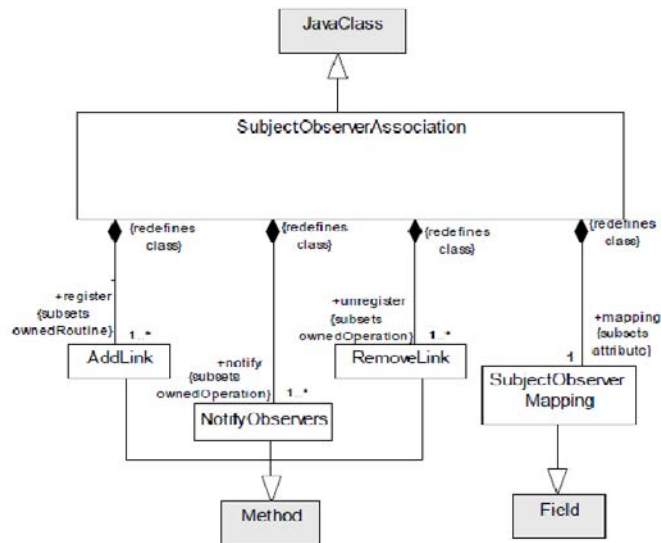 JavaClass
SubjectObserverAssociation
{redefines
class}
{redefines
class}
{redefines
class}
{redefines
class}
+register
{subsets
ownedRoutine}
1..*
AddLink
+notify
{subsets
ownedOperation}
1..*
NotifyObservers
+unregister
{subsets
ownedOperation}
1..*
RemoveLink
+mapping
{subsets
attribute}
1
SubjectObserver
Mapping
Method
Field